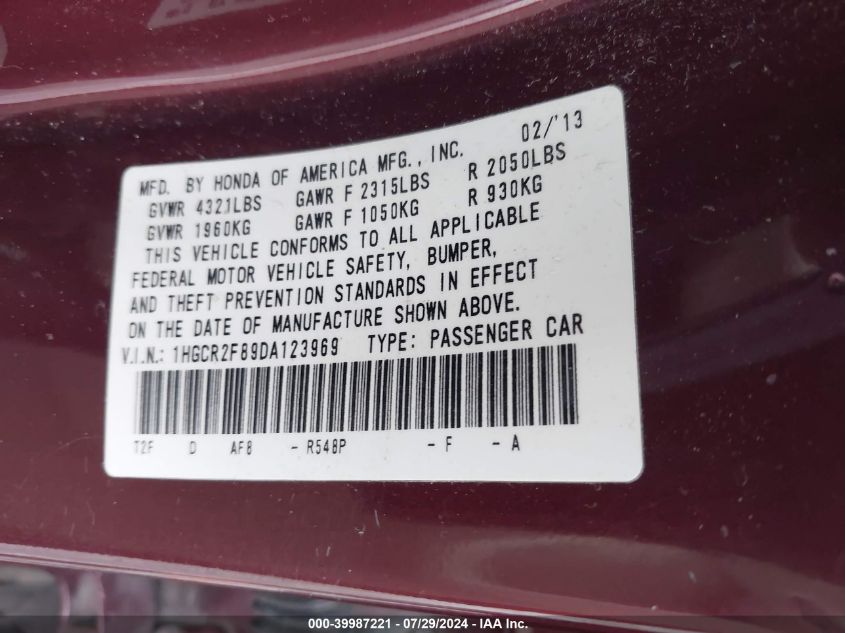 02/'13
MFD. BY HONDA OF AMERICA MFG., INC.
GVWR 4321LBS GAWR F 2315LBS R 2050LBS
GVWR 1960KG GAWR F 1050KG R 930KG
THIS VEHICLE CONFORMS TO ALL APPLICABLE
FEDERAL MOTOR VEHICLE SAFETY, BUMPER,
AND THEFT PREVENTION STANDARDS IN EFFECT
ON THE DATE OF MANUFACTURE SHOWN ABOVE.
V.I.N.: 1HGCR2F89DA123969 TYPE: PASSENGER CAR
T2F D AF8 - R548P - F - A
000-39987221 - 07/29/2024 - IAA Inc.